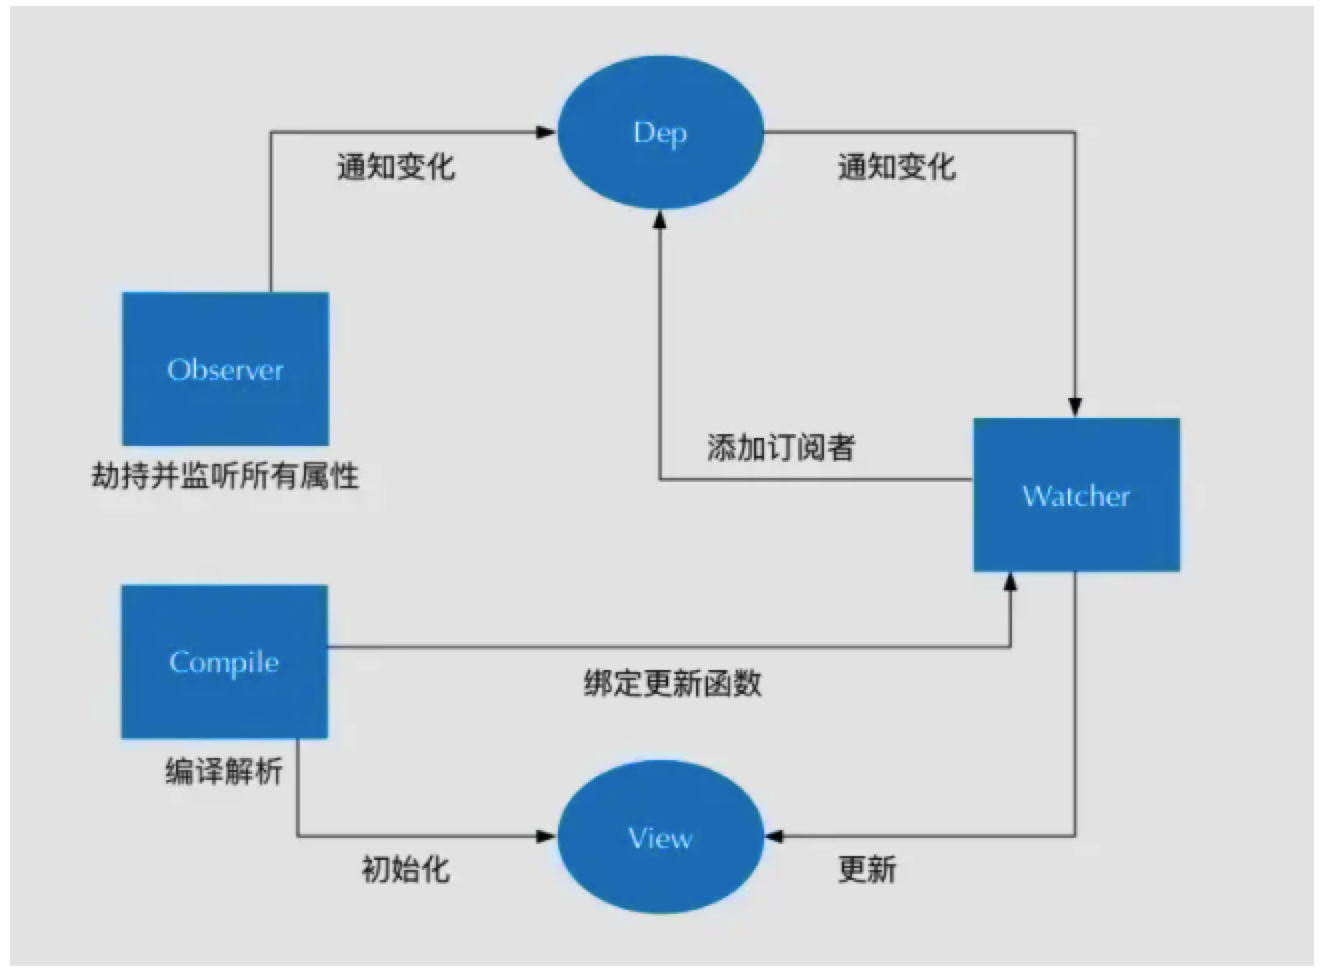 Dep
通知变化
通知变化
Observer
劫持并监听所有属性
添加订阅者
Watcher
Compile
绑定更新函数
编译解析
View
初始化
更新